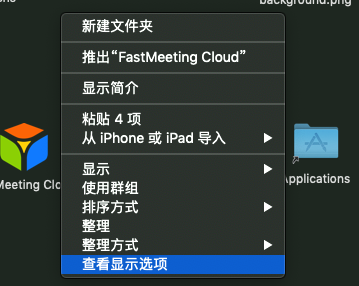 background.png
新建文件夹
推出“FastMeeting Cloud”
显示简介
粘贴 4 项
从 iPhone 或 iPad 导入
显示
使用群组
排序方式
整理
整理方式
查看显示选项
Meeting Clo
Applications